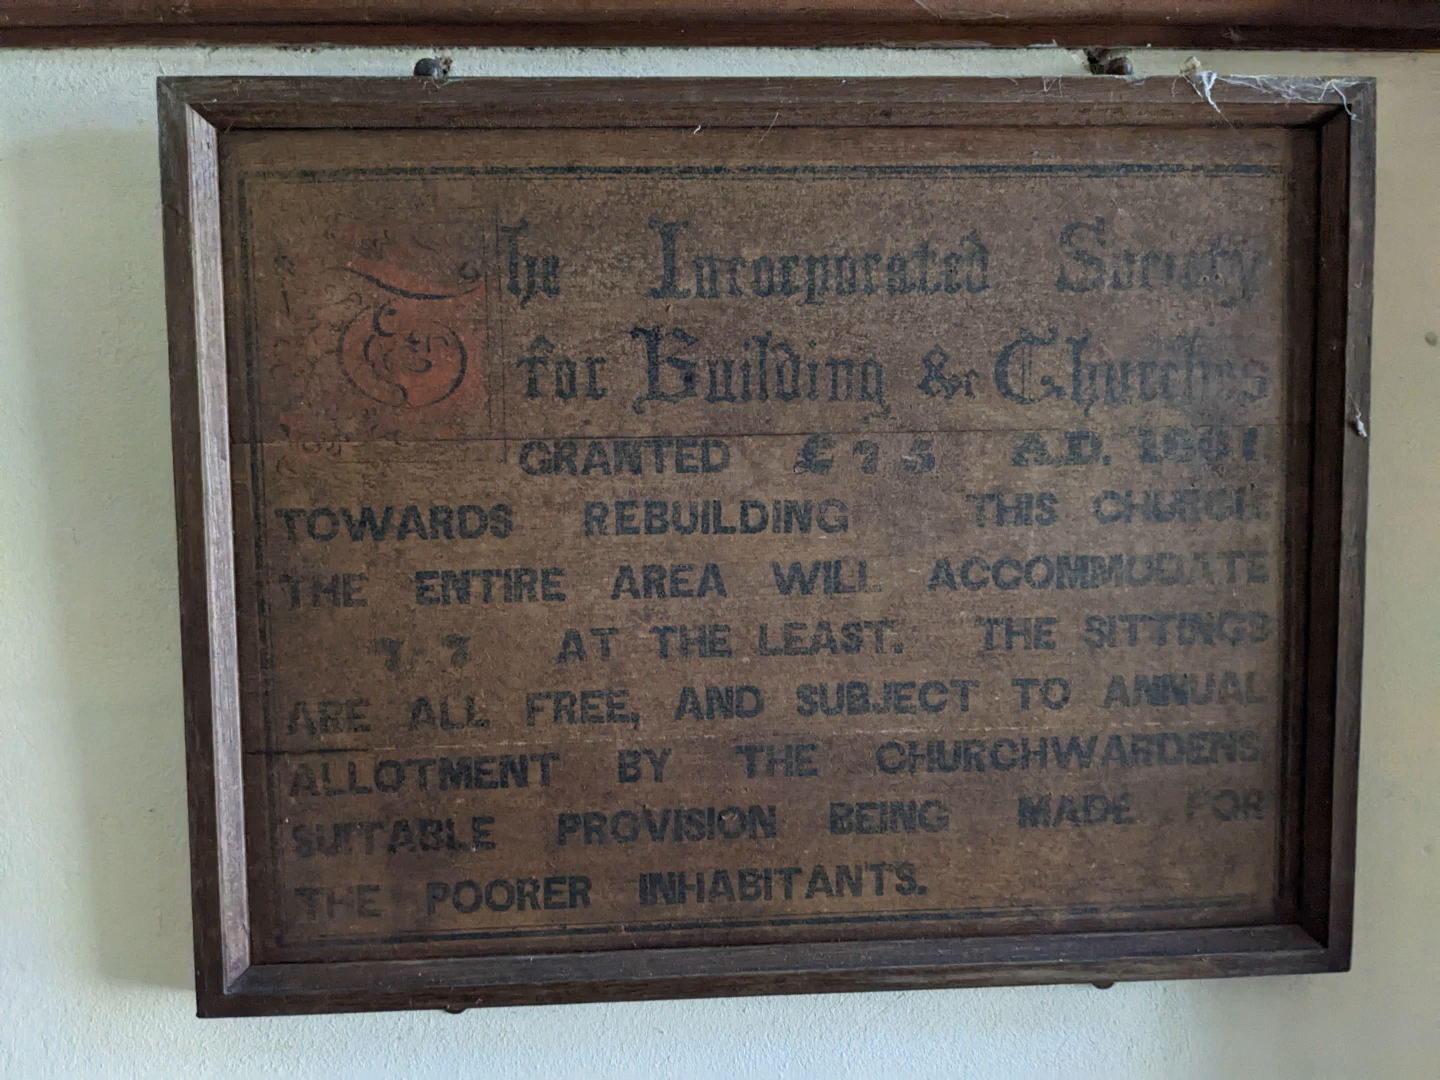 The Incorporated Society
for Building &c Churches
GRANTED £75 A.D.
TOWARDS REBUILDING THIS CHURCH
THE ENTIRE AREA WILL ACCOMMODATE
AT THE LEAST. THE SITTINGS
ARE ALL FREE, AND SUBJECT TO ANNUAL
ALLOTMENT BY THE CHURCHWARDENS
SUITABLE PROVISION BEING MADE FOR
THE POORER INHABITANTS.